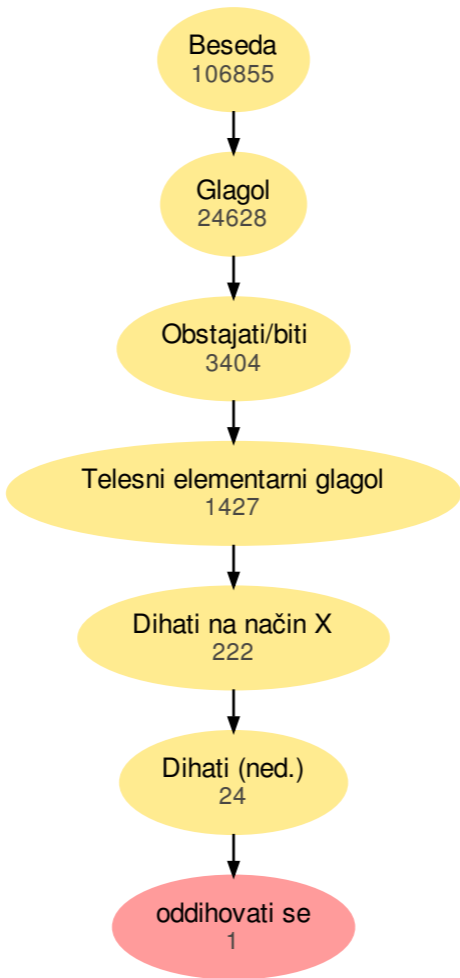 Beseda
106855
Glagol
24628
Obstajati/biti
3404
Telesni elementarni glagol
1427
Dihati na način X
222
Dihati (ned.)
24
oddihovati se
1